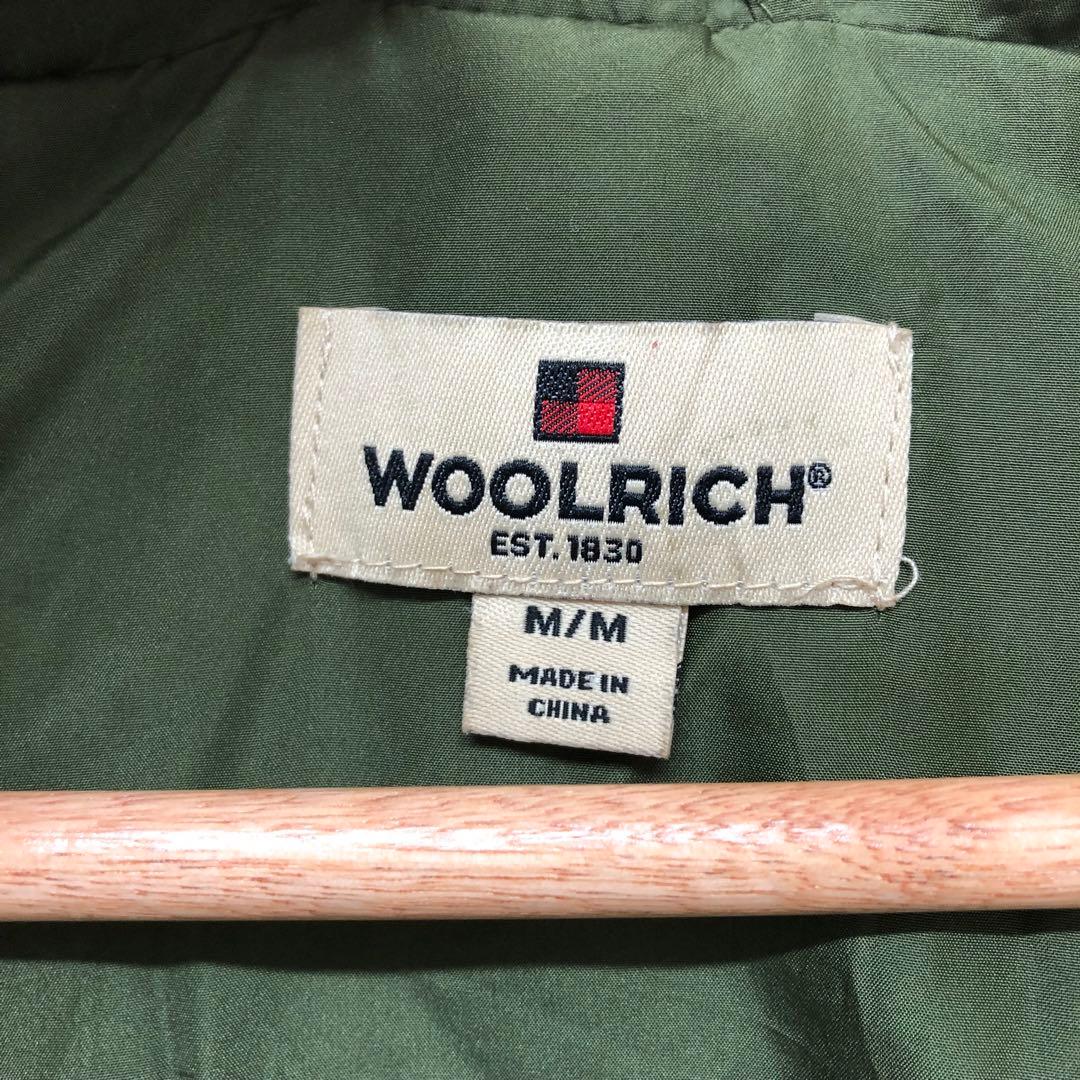 WOOLRICH®
EST. 1830
M/M
MADE IN
CHINA